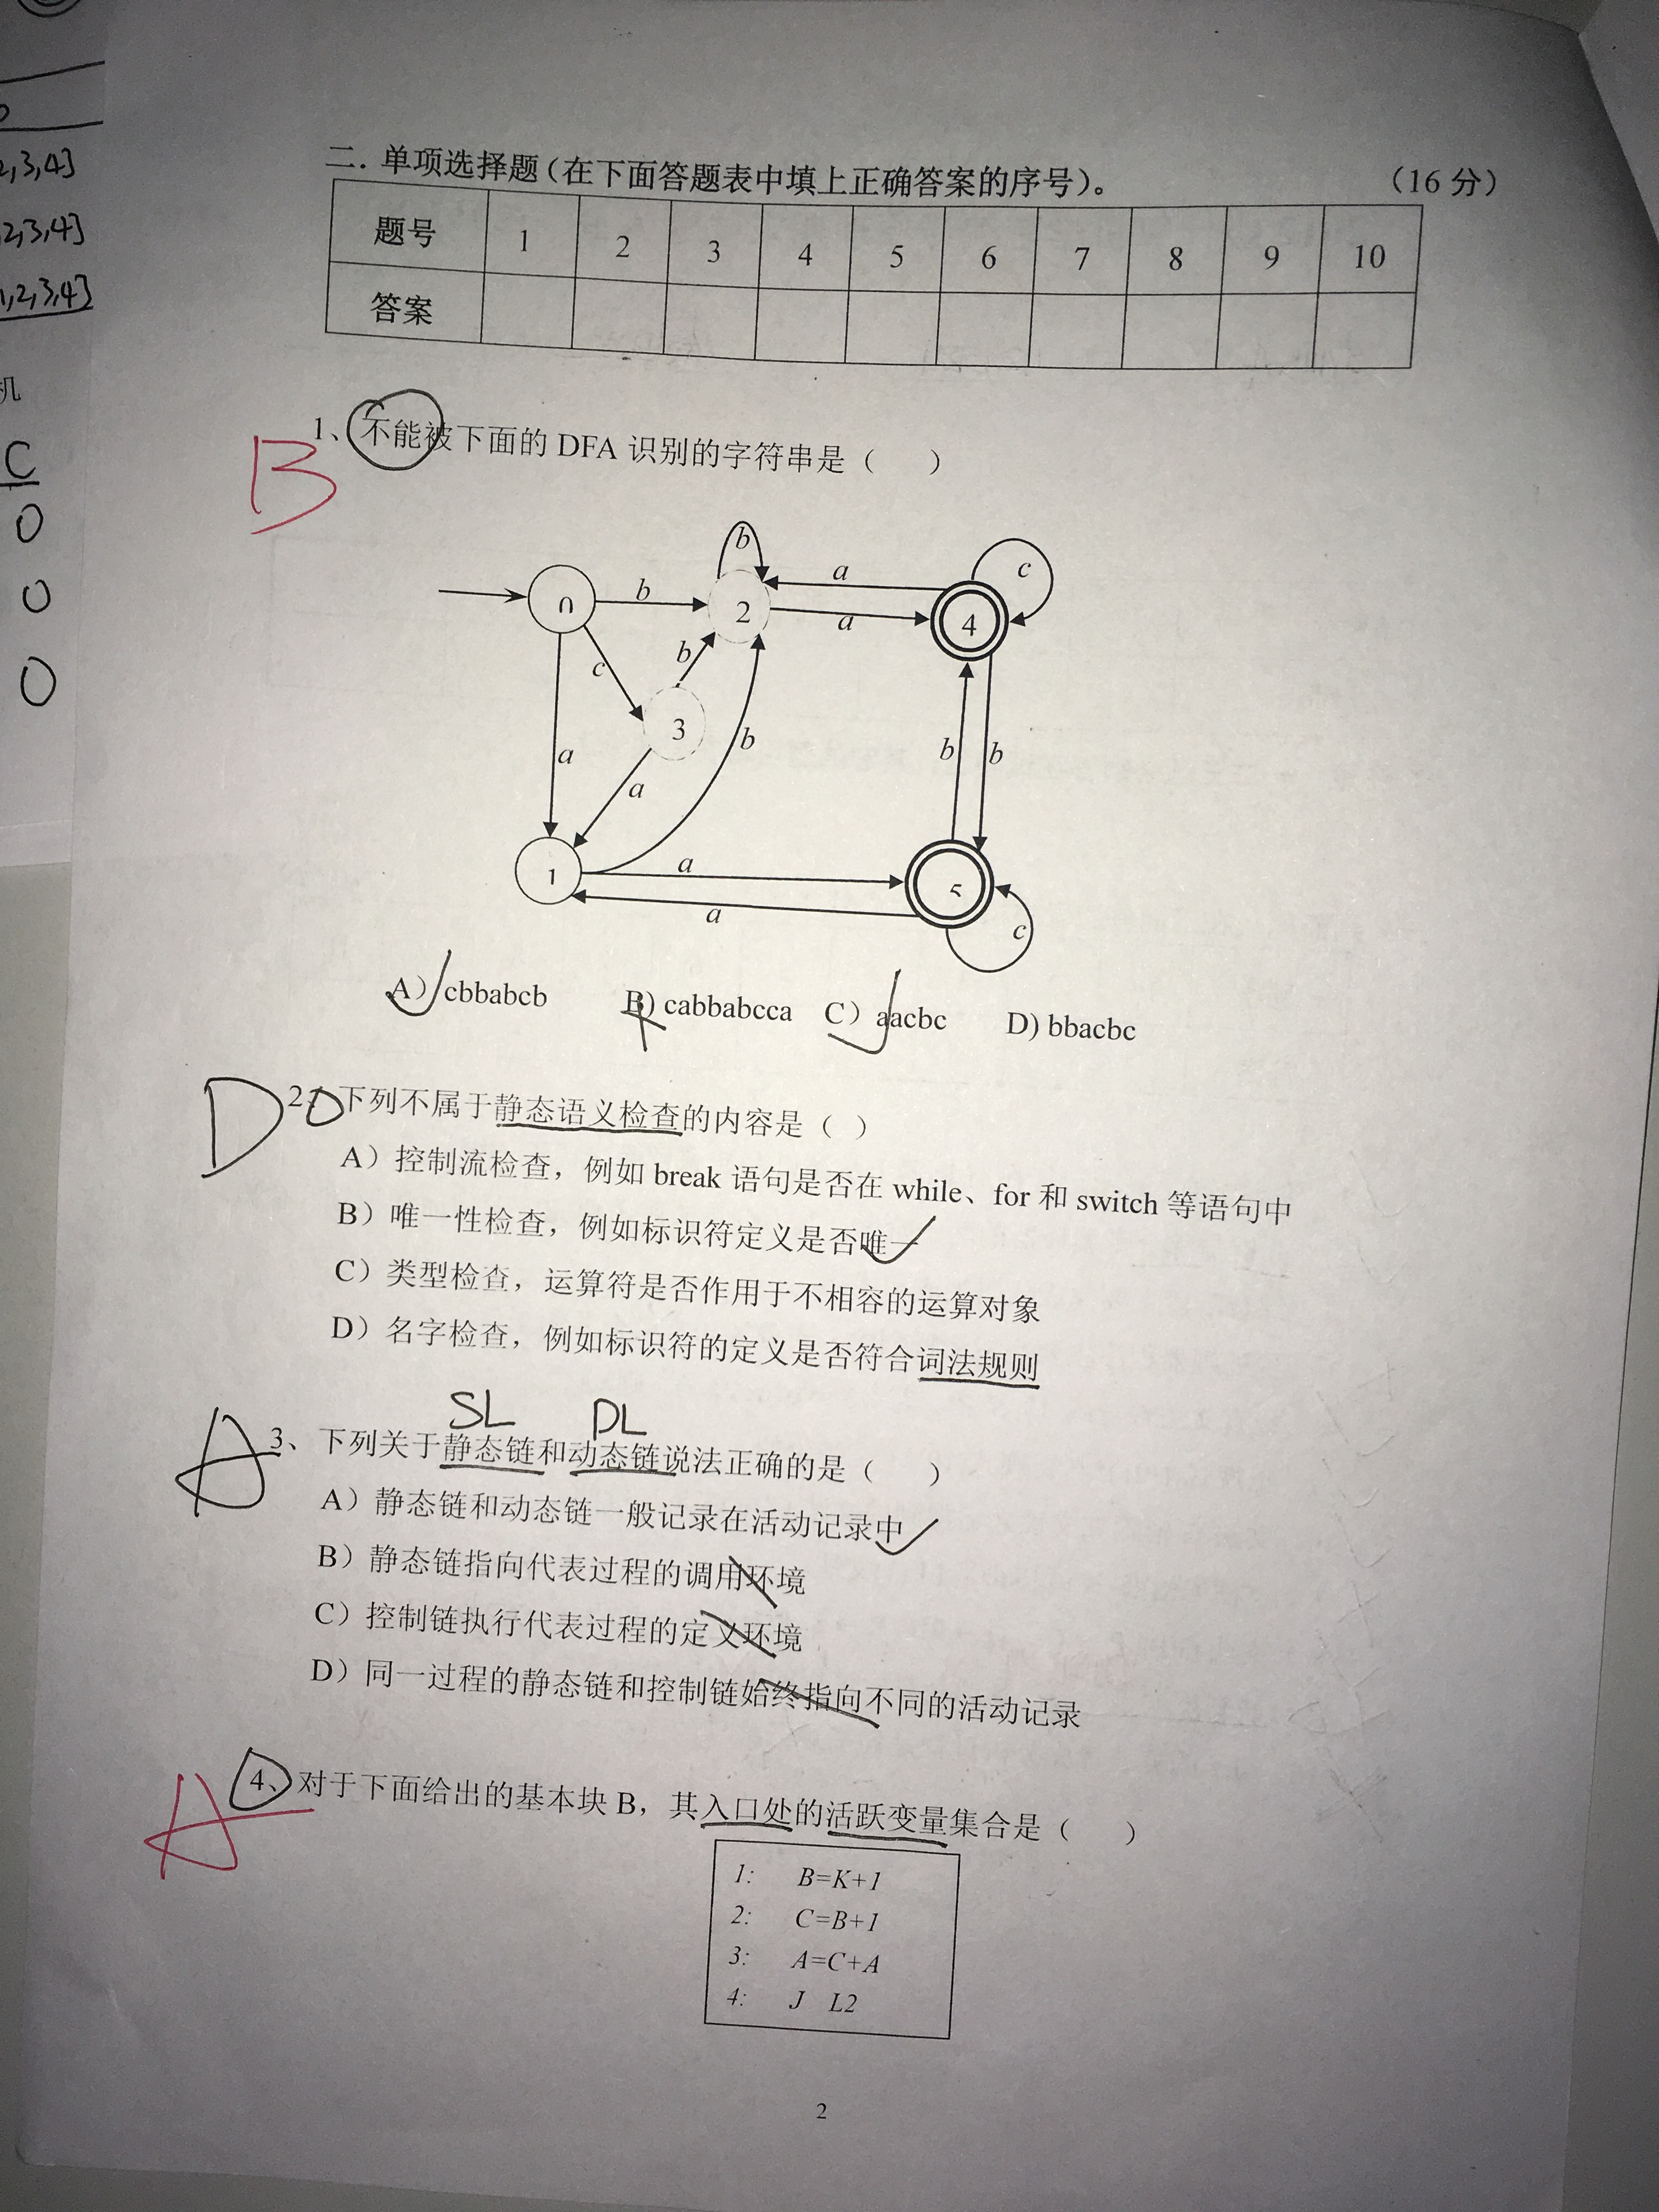 2,3,4]
2,3,4]
1,2,3,4]
机
C
0
0
0
二. 单项选择题(在下面答题表中填上正确答案的序号)。 (16 分)
题号 1 2 3 4 5 6 7 8 9 10
答案
B
1、不能被下面的 DFA 识别的字符串是( )
b
a
c
0
b
2
a
4
c
b
3
a
b
b
b
a
1
a
5
a
c
A) cbbabcb B) cabbabcca C) aacbc D) bbacbc
D
2、下列不属于静态语义检查的内容是( )
A)控制流检查,例如 break 语句是否在 while、for 和 switch 等语句中
B)唯一性检查,例如标识符定义是否唯一
C)类型检查,运算符是否作用于不相容的运算对象
D)名字检查,例如标识符的定义是否符合词法规则
SL DL
A
3、下列关于静态链和动态链说法正确的是( )
A)静态链和动态链一般记录在活动记录中
B)静态链指向代表过程的调用环境
C)控制链执行代表过程的定义环境
D)同一过程的静态链和控制链始终指向不同的活动记录
A
4、对于下面给出的基本块 B,其入口处的活跃变量集合是( )
1: B=K+1
2: C=B+1
3: A=C+A
4: J L2
2